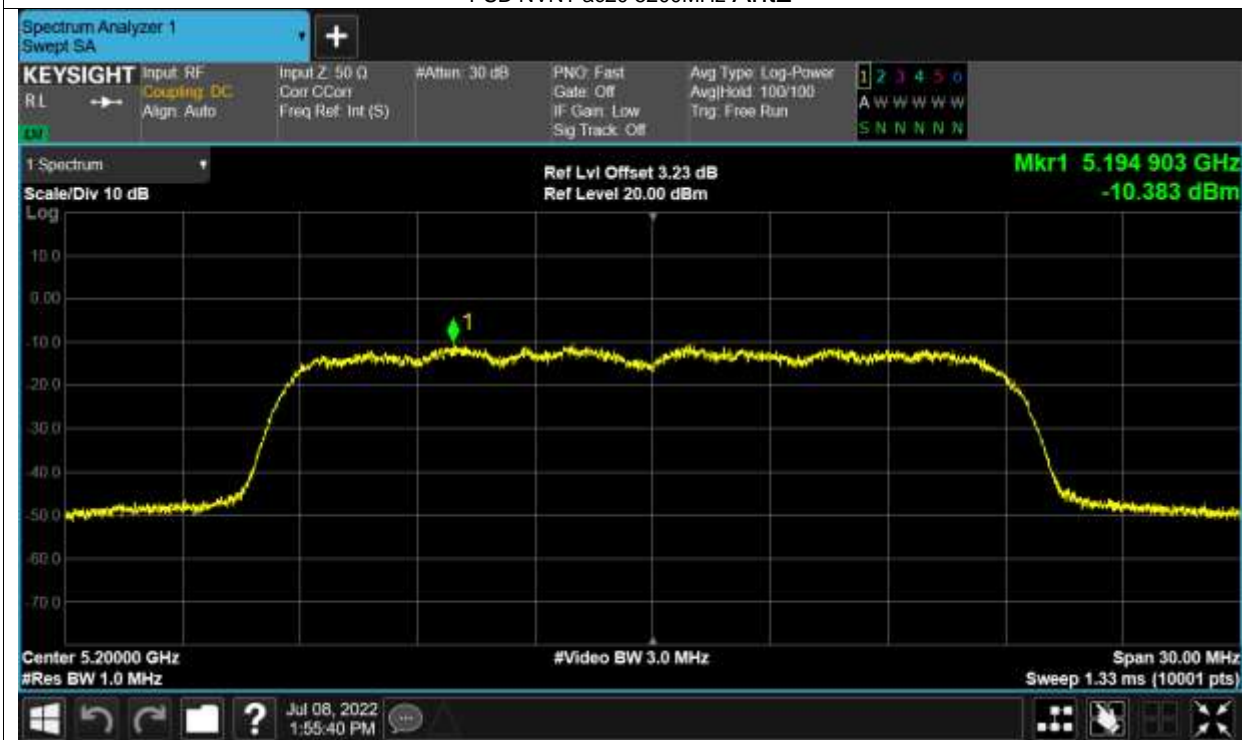 PSD NVNT ac20 5200MHz Ant2
Spectrum Analyzer 1
Swept SA
+
KEYSIGHT Input: RF Input Z: 50 Ω #Atten: 30 dB PNO: Fast Avg Type: Log-Power 1 2 3 4 5 6
RL Coupling: DC Corr CCorr Gate: Off Avg|Hold: 100/100 A W W W W W
Align: Auto Freq Ref: Int (S) IF Gain: Low Trig: Free Run
Sig Track: Off S N N N N N
1 Spectrum Ref Lvl Offset 3.23 dB Mkr1 5.194 903 GHz
Scale/Div 10 dB Ref Level 20.00 dBm -10.383 dBm
Log
10.0
0.00
1
-10.0
-20.0
-30.0
-40.0
-50.0
-60.0
-70.0
Center 5.20000 GHz #Video BW 3.0 MHz Span 30.00 MHz
#Res BW 1.0 MHz Sweep 1.33 ms (10001 pts)
? Jul 08, 2022
1:55:40 PM